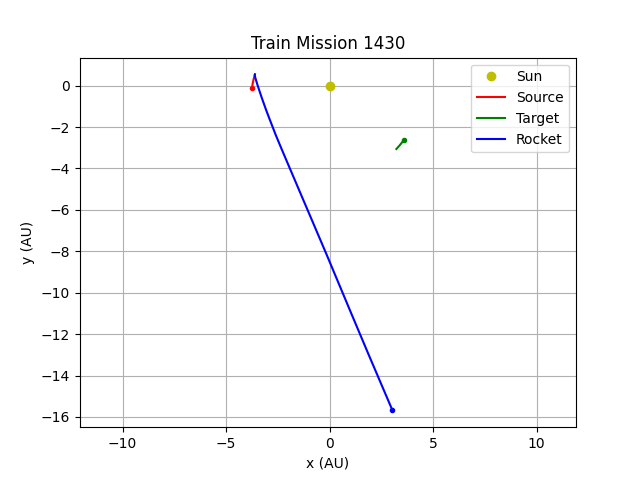 Train Mission 1430
Sun
Source
Target
Rocket
y (AU)
0
−2
−4
−6
−8
−10
−12
−14
−16
−10
−5
0
5
10
x (AU)